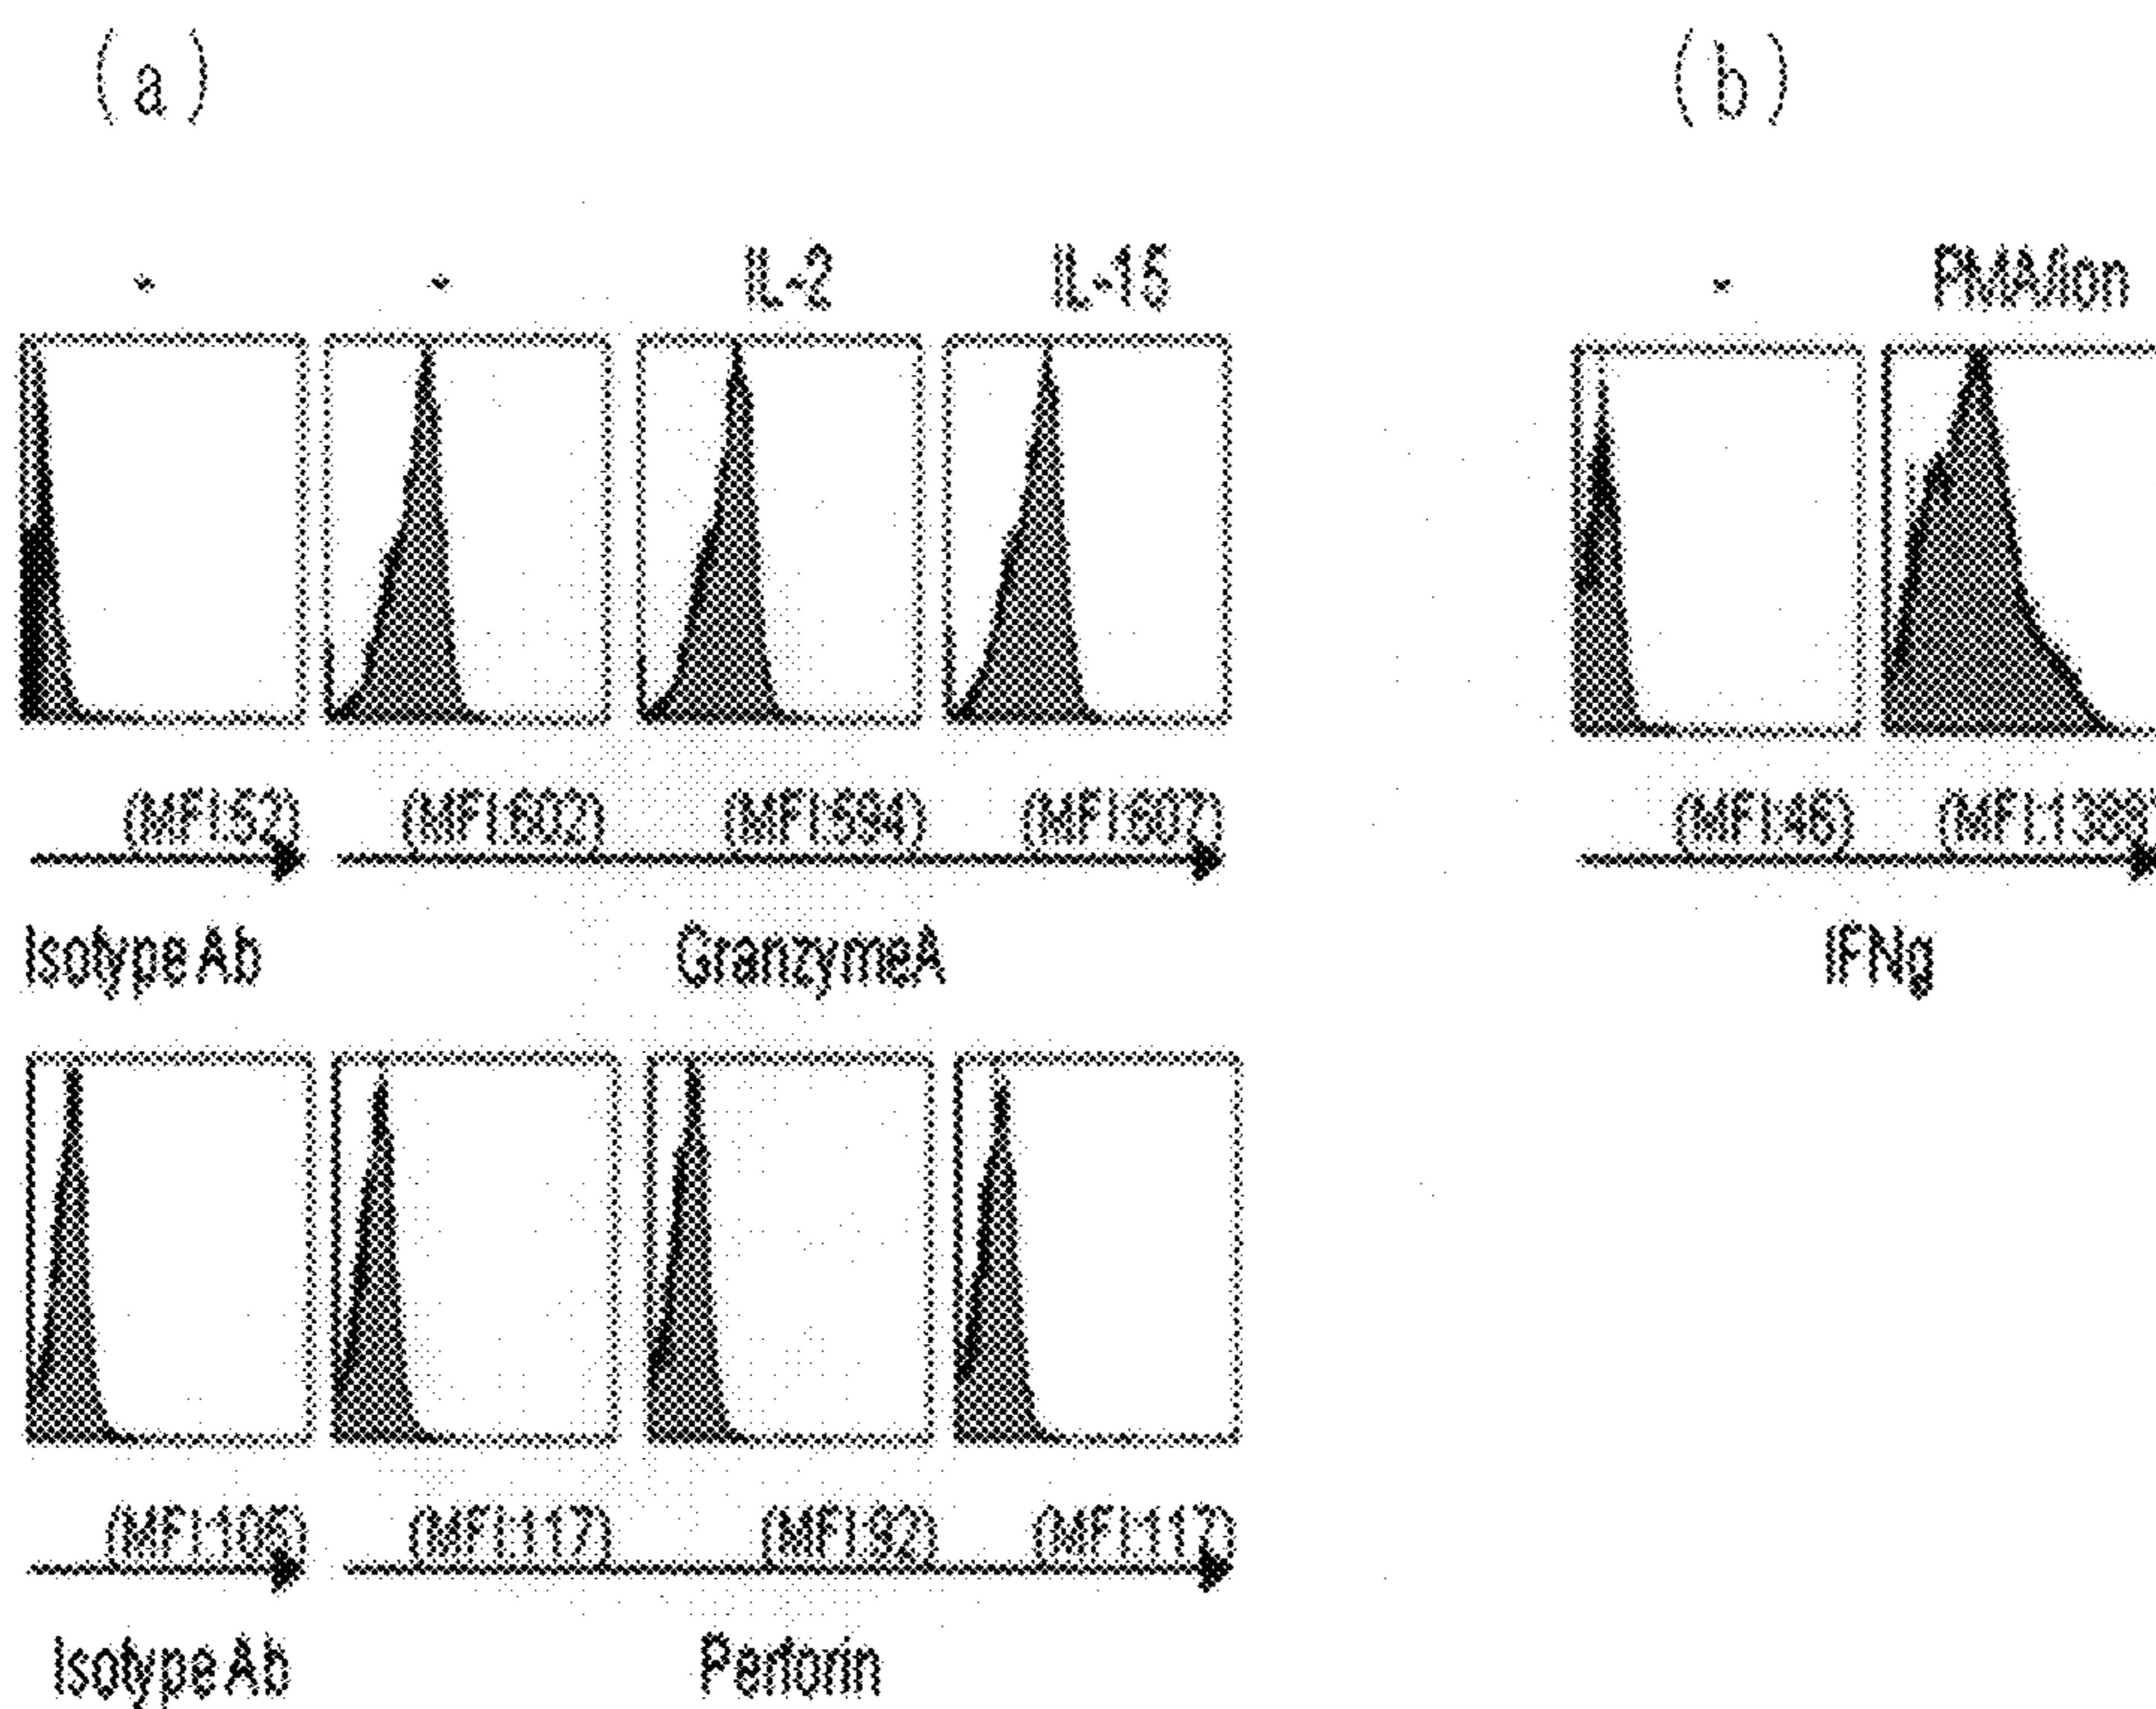 (a) (b)
- - IL-2 IL-15 - PMA/Ion
(MFI:52) (MFI:602) (MFI:594) (MFI:607) (MFI:46)
Isotype Ab GranzymeA IFNg
(MFI:106) (MFI:117) (MFI:92) (MFI:117)
Isotype Ab Perforin